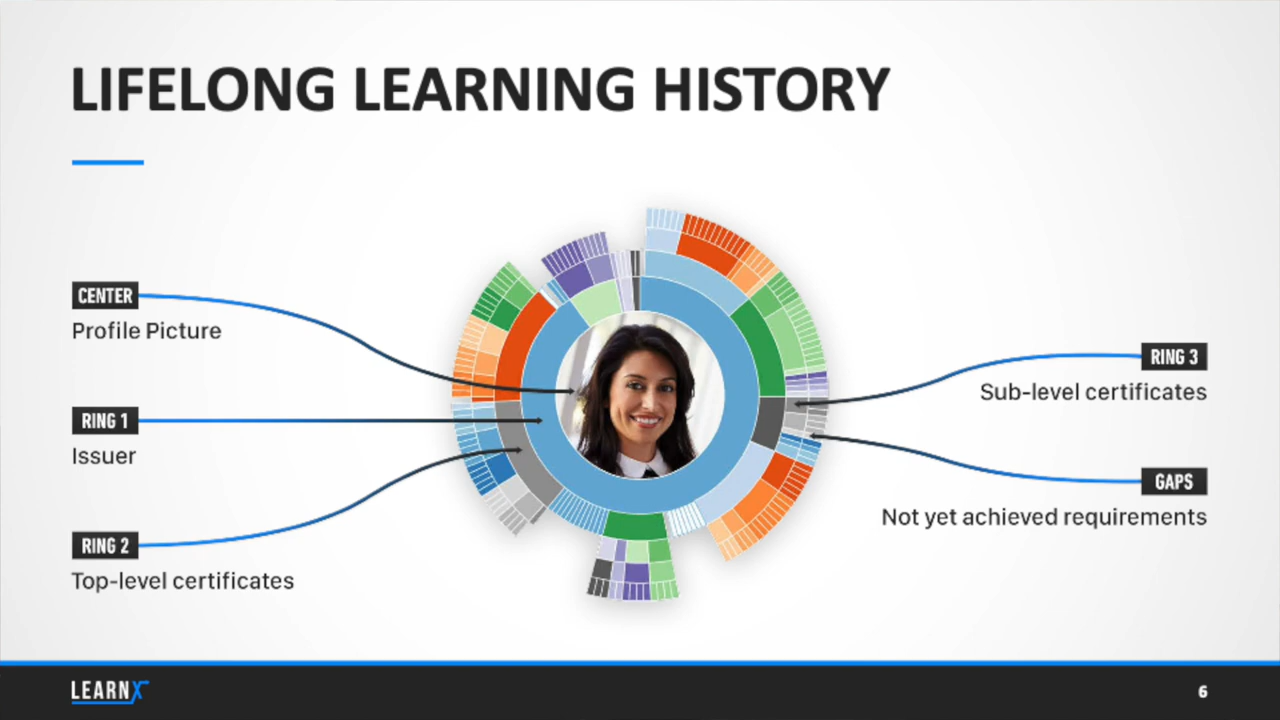 LIFELONG LEARNING HISTORY
CENTER
Profile Picture
RING 1
Issuer
RING 2
Top-level certificates
RING 3
Sub-level certificates
GAPS
Not yet achieved requirements
LEARNX
6